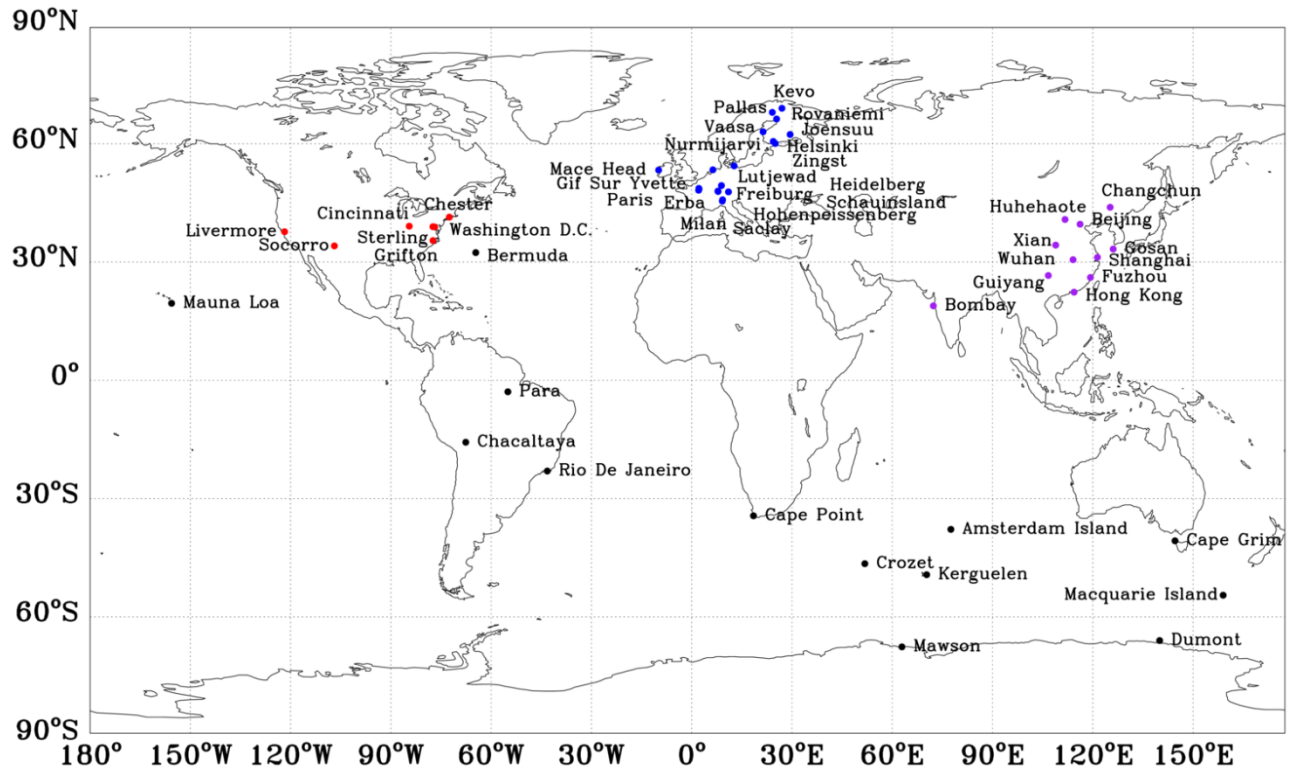 90°N
60°N
30°N
0°
30°S
60°S
90°S
Kevo
Pallas
Rovaniemi
Vaasa
Joensuu
Nurmijarvi
Helsinki
Zingst
Mace Head
Lutjewad
Gif Sur Yvette
Heidelberg
Paris
Erba
Freiburg
Schauinsland
Hohenpeissenberg
Milan
Saclay
Changchun
Huhehaote
Beijing
Xian
Gosan
Wuhan
Shanghai
Guiyang
Fuzhou
Hong Kong
Bombay
Cincinnati
Chester
Livermore
Socorro
Sterling
Washington D.C.
Grifton
Bermuda
Mauna Loa
Para
Chacaltaya
Rio De Janeiro
Cape Point
Amsterdam Island
Cape Grim
Crozet
Kerguelen
Macquarie Island
Mawson
Dumont
180° 150°W 120°W 90°W 60°W 30°W 0° 30°E 60°E 90°E 120°E 150°E